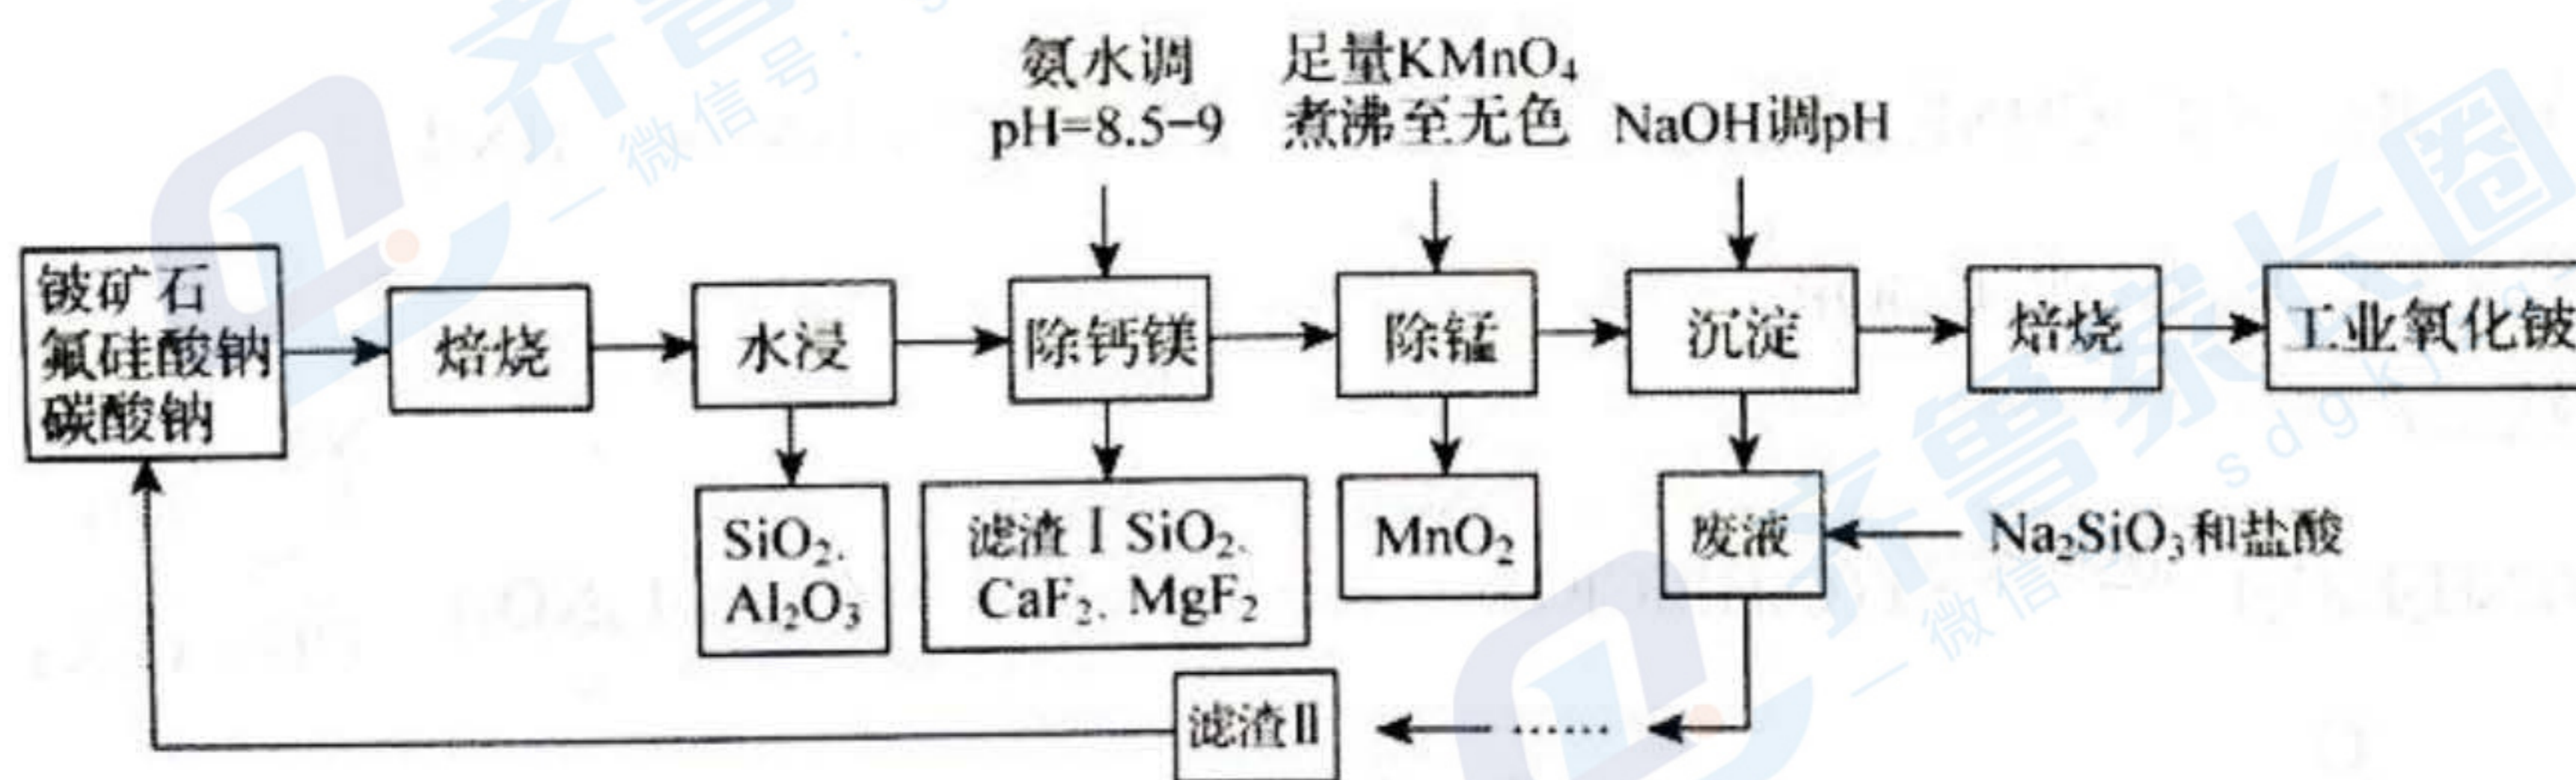 氨水调
pH=8.5-9
足量KMnO₄
煮沸至无色
NaOH调pH
铍矿石
氟硅酸钠
碳酸钠
焙烧
水浸
除钙镁
除锰
沉淀
焙烧
工业氧化铍
SiO₂.
Al₂O₃
滤渣Ⅰ SiO₂.
CaF₂. MgF₂
MnO₂
废液
Na₂SiO₃和盐酸
滤渣Ⅱ
……